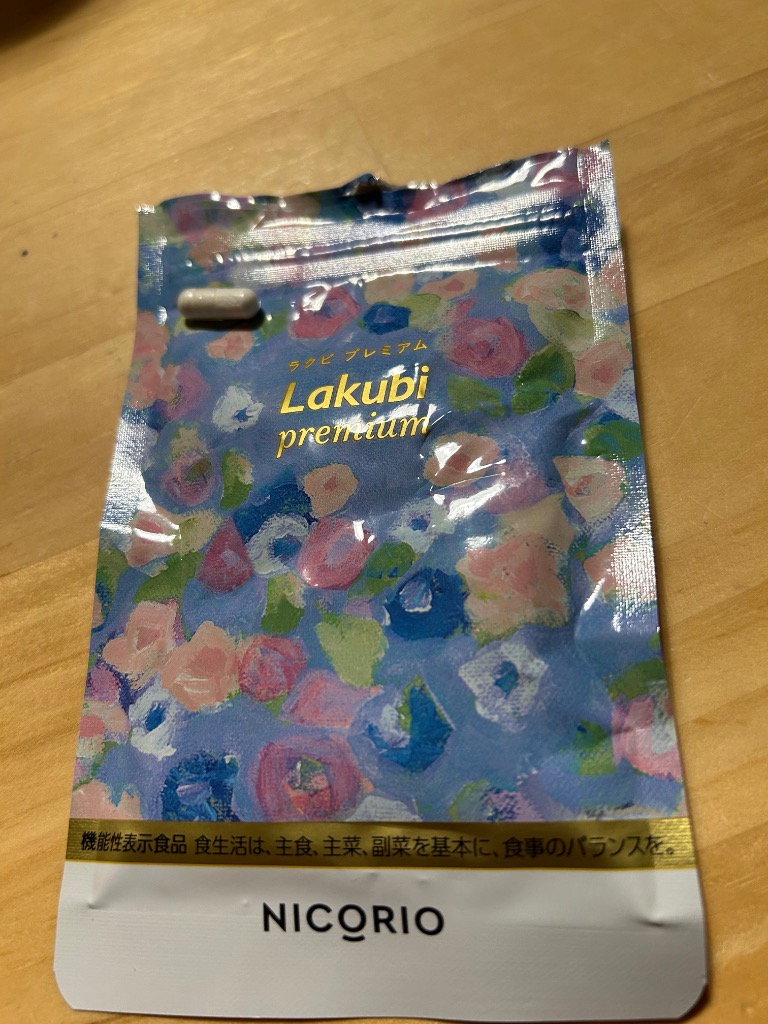 ラクビ プレミアム
Lakubi
premium
機能性表示食品 食生活は、主食、主菜、副菜を基本に、食事のバランスを。
NICORIO